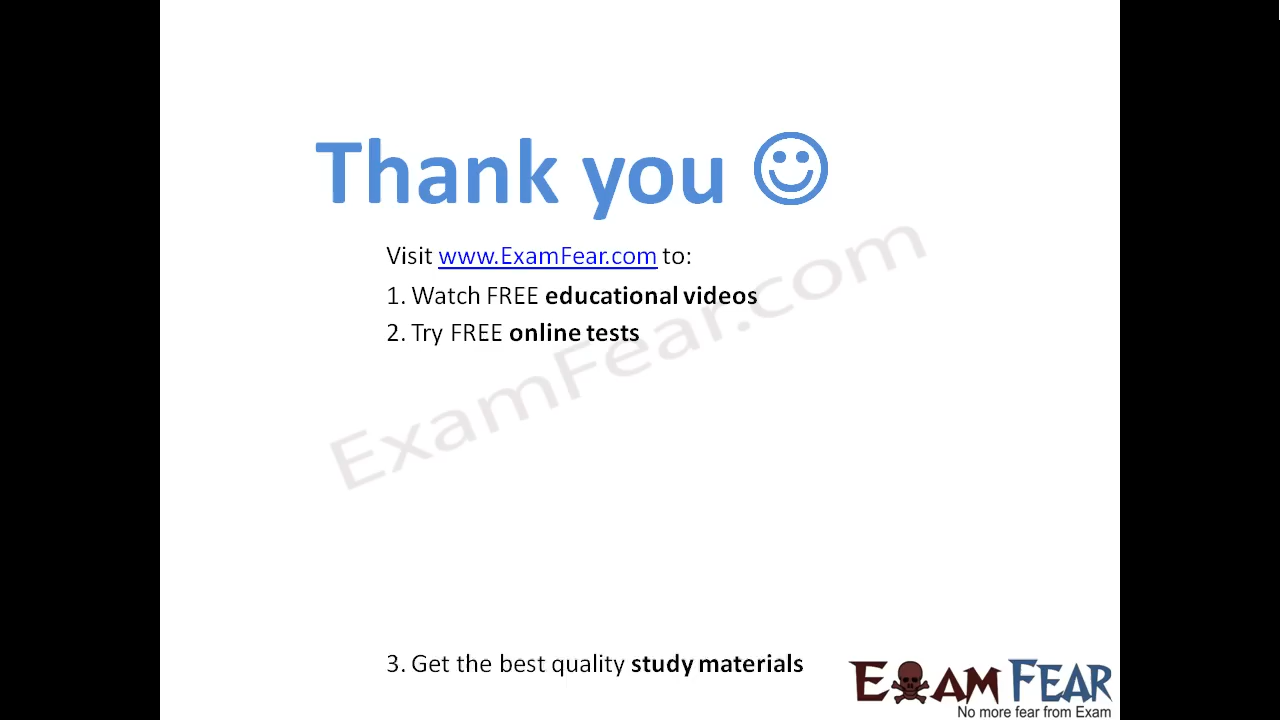 Thank you ☺
Visit www.ExamFear.com to:
1. Watch FREE educational videos
2. Try FREE online tests
ExamFear.com
3. Get the best quality study materials
EXAM FEAR
No more fear from Exam